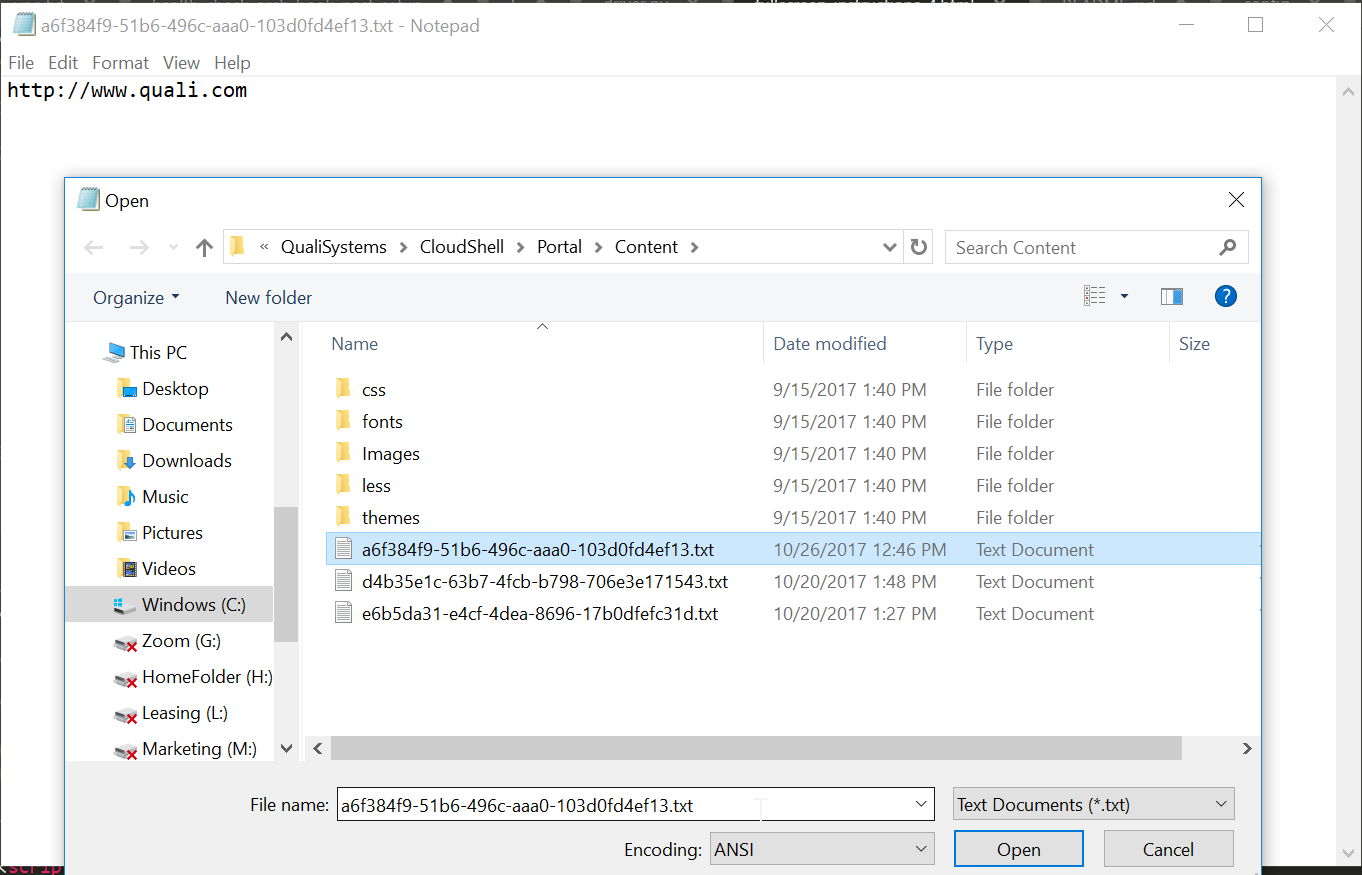 a6f384f9-51b6-496c-aaa0-103d0fd4ef13.txt - Notepad
File Edit Format View Help
http://www.quali.com
Open
« QualiSystems > CloudShell > Portal > Content >
Search Content
Organize
New folder
?
Name Date modified Type Size
This PC
Desktop
Documents
Downloads
Music
Pictures
Videos
Windows (C:)
Zoom (G:)
HomeFolder (H:)
Leasing (L:)
Marketing (M:)
css 9/15/2017 1:40 PM File folder
fonts 9/15/2017 1:40 PM File folder
Images 9/15/2017 1:40 PM File folder
less 9/15/2017 1:40 PM File folder
themes 9/15/2017 1:40 PM File folder
a6f384f9-51b6-496c-aaa0-103d0fd4ef13.txt 10/26/2017 12:46 PM Text Document
d4b35e1c-63b7-4fcb-b798-706e3e171543.txt 10/20/2017 1:48 PM Text Document
e6b5da31-e4cf-4dea-8696-17b0dfefc31d.txt 10/20/2017 1:27 PM Text Document
File name: a6f384f9-51b6-496c-aaa0-103d0fd4ef13.txt Text Documents (*.txt)
Encoding: ANSI Open Cancel